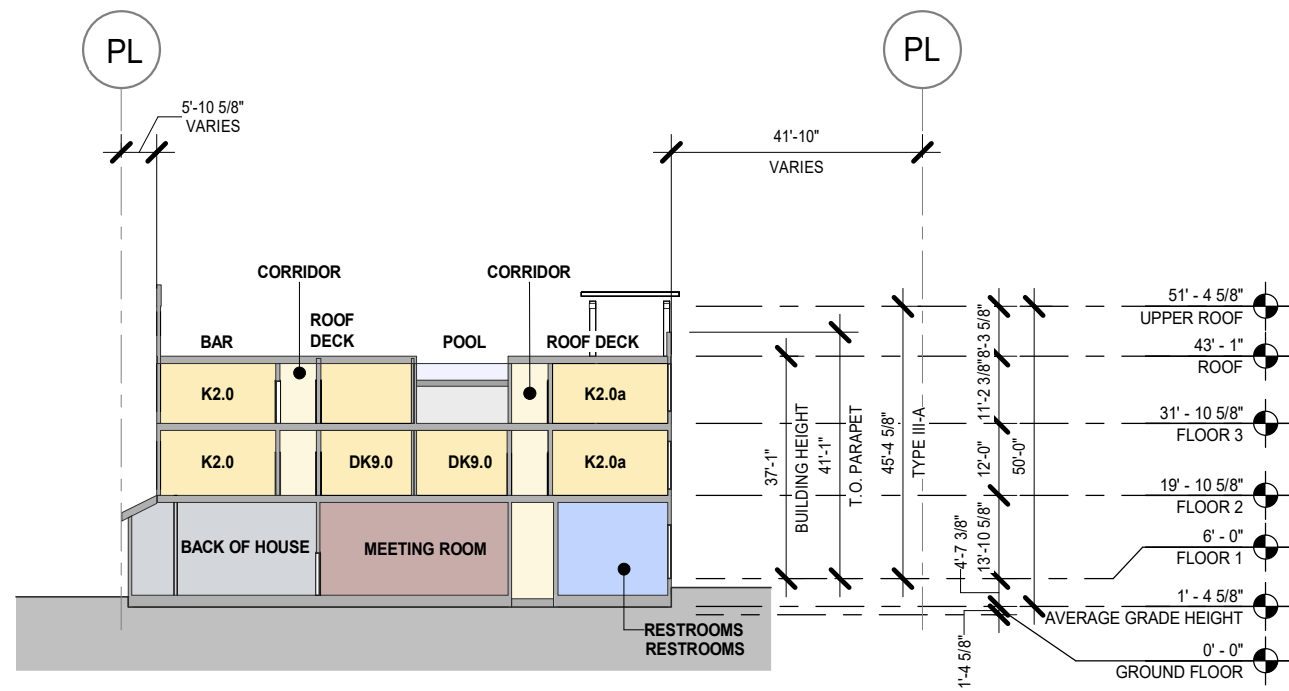 PL
PL
5'-10 5/8"
VARIES
41'-10"
VARIES
CORRIDOR
CORRIDOR
BAR
ROOF
DECK
POOL
ROOF DECK
K2.0
K2.0a
K2.0
DK9.0
DK9.0
K2.0a
BACK OF HOUSE
MEETING ROOM
RESTROOMS
RESTROOMS
37'-1"
BUILDING HEIGHT
41'-1"
T.O. PARAPET
45'-4 5/8"
TYPE III-A
8'-3 5/8"
11'-2 3/8"
12'-0"
13'-10 5/8"
4'-7 3/8"
1'-4 5/8"
50'-0"
51' - 4 5/8"
UPPER ROOF
43' - 1"
ROOF
31' - 10 5/8"
FLOOR 3
19' - 10 5/8"
FLOOR 2
6' - 0"
FLOOR 1
1' - 4 5/8"
AVERAGE GRADE HEIGHT
0' - 0"
GROUND FLOOR